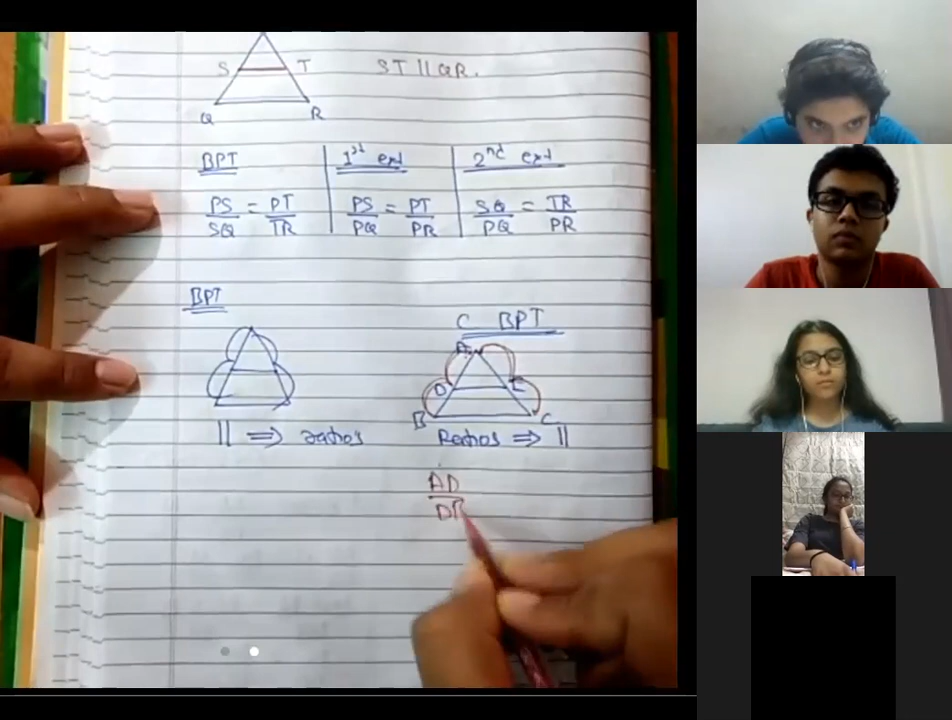 S T ST || QR.
Q R
BPT 1st ext 2nd ext
PS/SQ = PT/TR PS/PQ = PT/PR SQ/PQ = TR/PR
BPT
C BPT
A
D E
B C
|| ⇒ ratios Ratios ⇒ ||
AD
DB